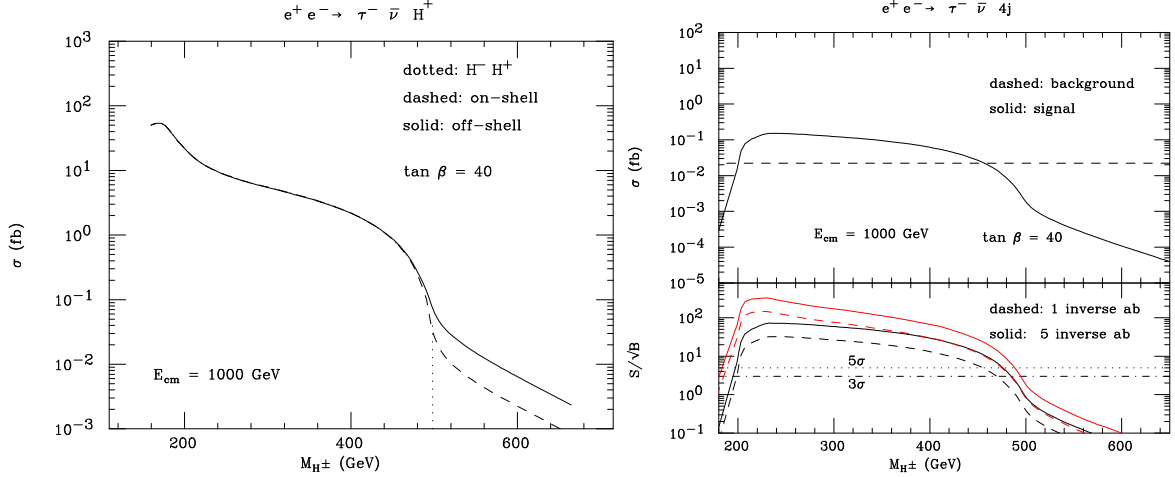 e⁺ e⁻→ τ⁻ ν̄ H⁺
10³
10²
10¹
10⁰
10⁻¹
10⁻²
10⁻³
σ (fb)
dotted: H⁻ H⁺
dashed: on−shell
solid: off−shell
tan β = 40
E_cm = 1000 GeV
200 400 600
M_H± (GeV)
e⁺ e⁻→ τ⁻ ν̄ 4j
10²
10¹
10⁰
10⁻¹
10⁻²
10⁻³
10⁻⁴
10⁻⁵
σ (fb)
dashed: background
solid: signal
E_cm = 1000 GeV
tan β = 40
10²
10¹
10⁰
10⁻¹
S/√B
dashed: 1 inverse ab
solid: 5 inverse ab
5σ
3σ
200 300 400 500 600
M_H± (GeV)